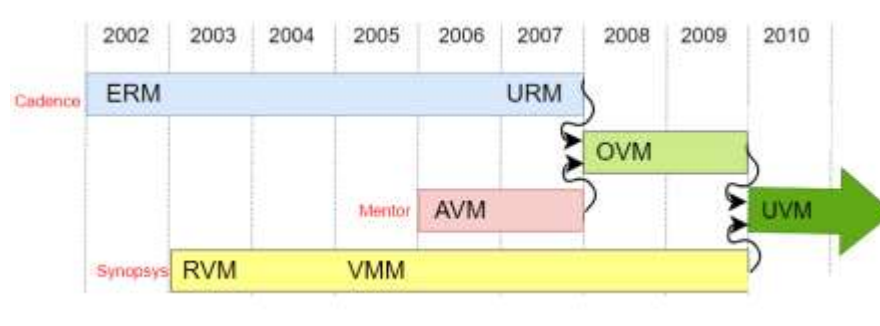 2002 2003 2004 2005 2006 2007 2008 2009 2010
Cadence ERM URM
OVM
Mentor AVM UVM
Synopsys RVM VMM